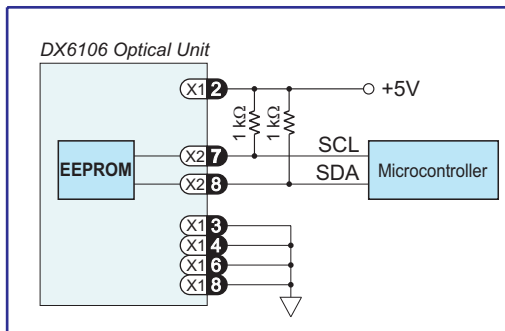 DX6106 Optical Unit
X1 2
+5V
1 kΩ
1 kΩ
EEPROM
X2 7
SCL
X2 8
SDA
Microcontroller
X1 3
X1 4
X1 6
X1 8